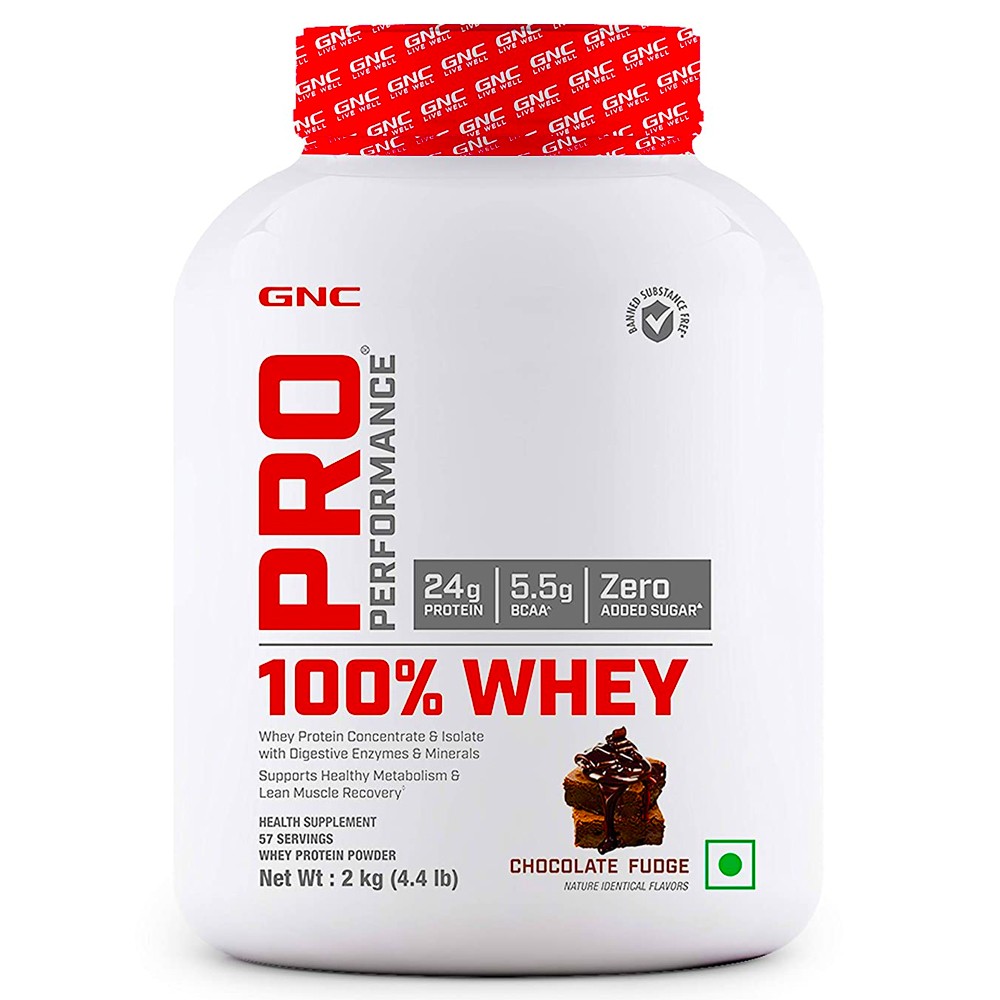 GNC LIVE WELL
GNC
BANNED SUBSTANCE FREE*
PRO
PERFORMANCE®
24g PROTEIN
5.5g BCAA^
Zero ADDED SUGAR
100% WHEY
Whey Protein Concentrate & Isolate
with Digestive Enzymes & Minerals
Supports Healthy Metabolism &
Lean Muscle Recovery◊
HEALTH SUPPLEMENT
57 SERVINGS
WHEY PROTEIN POWDER
Net Wt : 2 kg (4.4 lb)
CHOCOLATE FUDGE
NATURE IDENTICAL FLAVORS